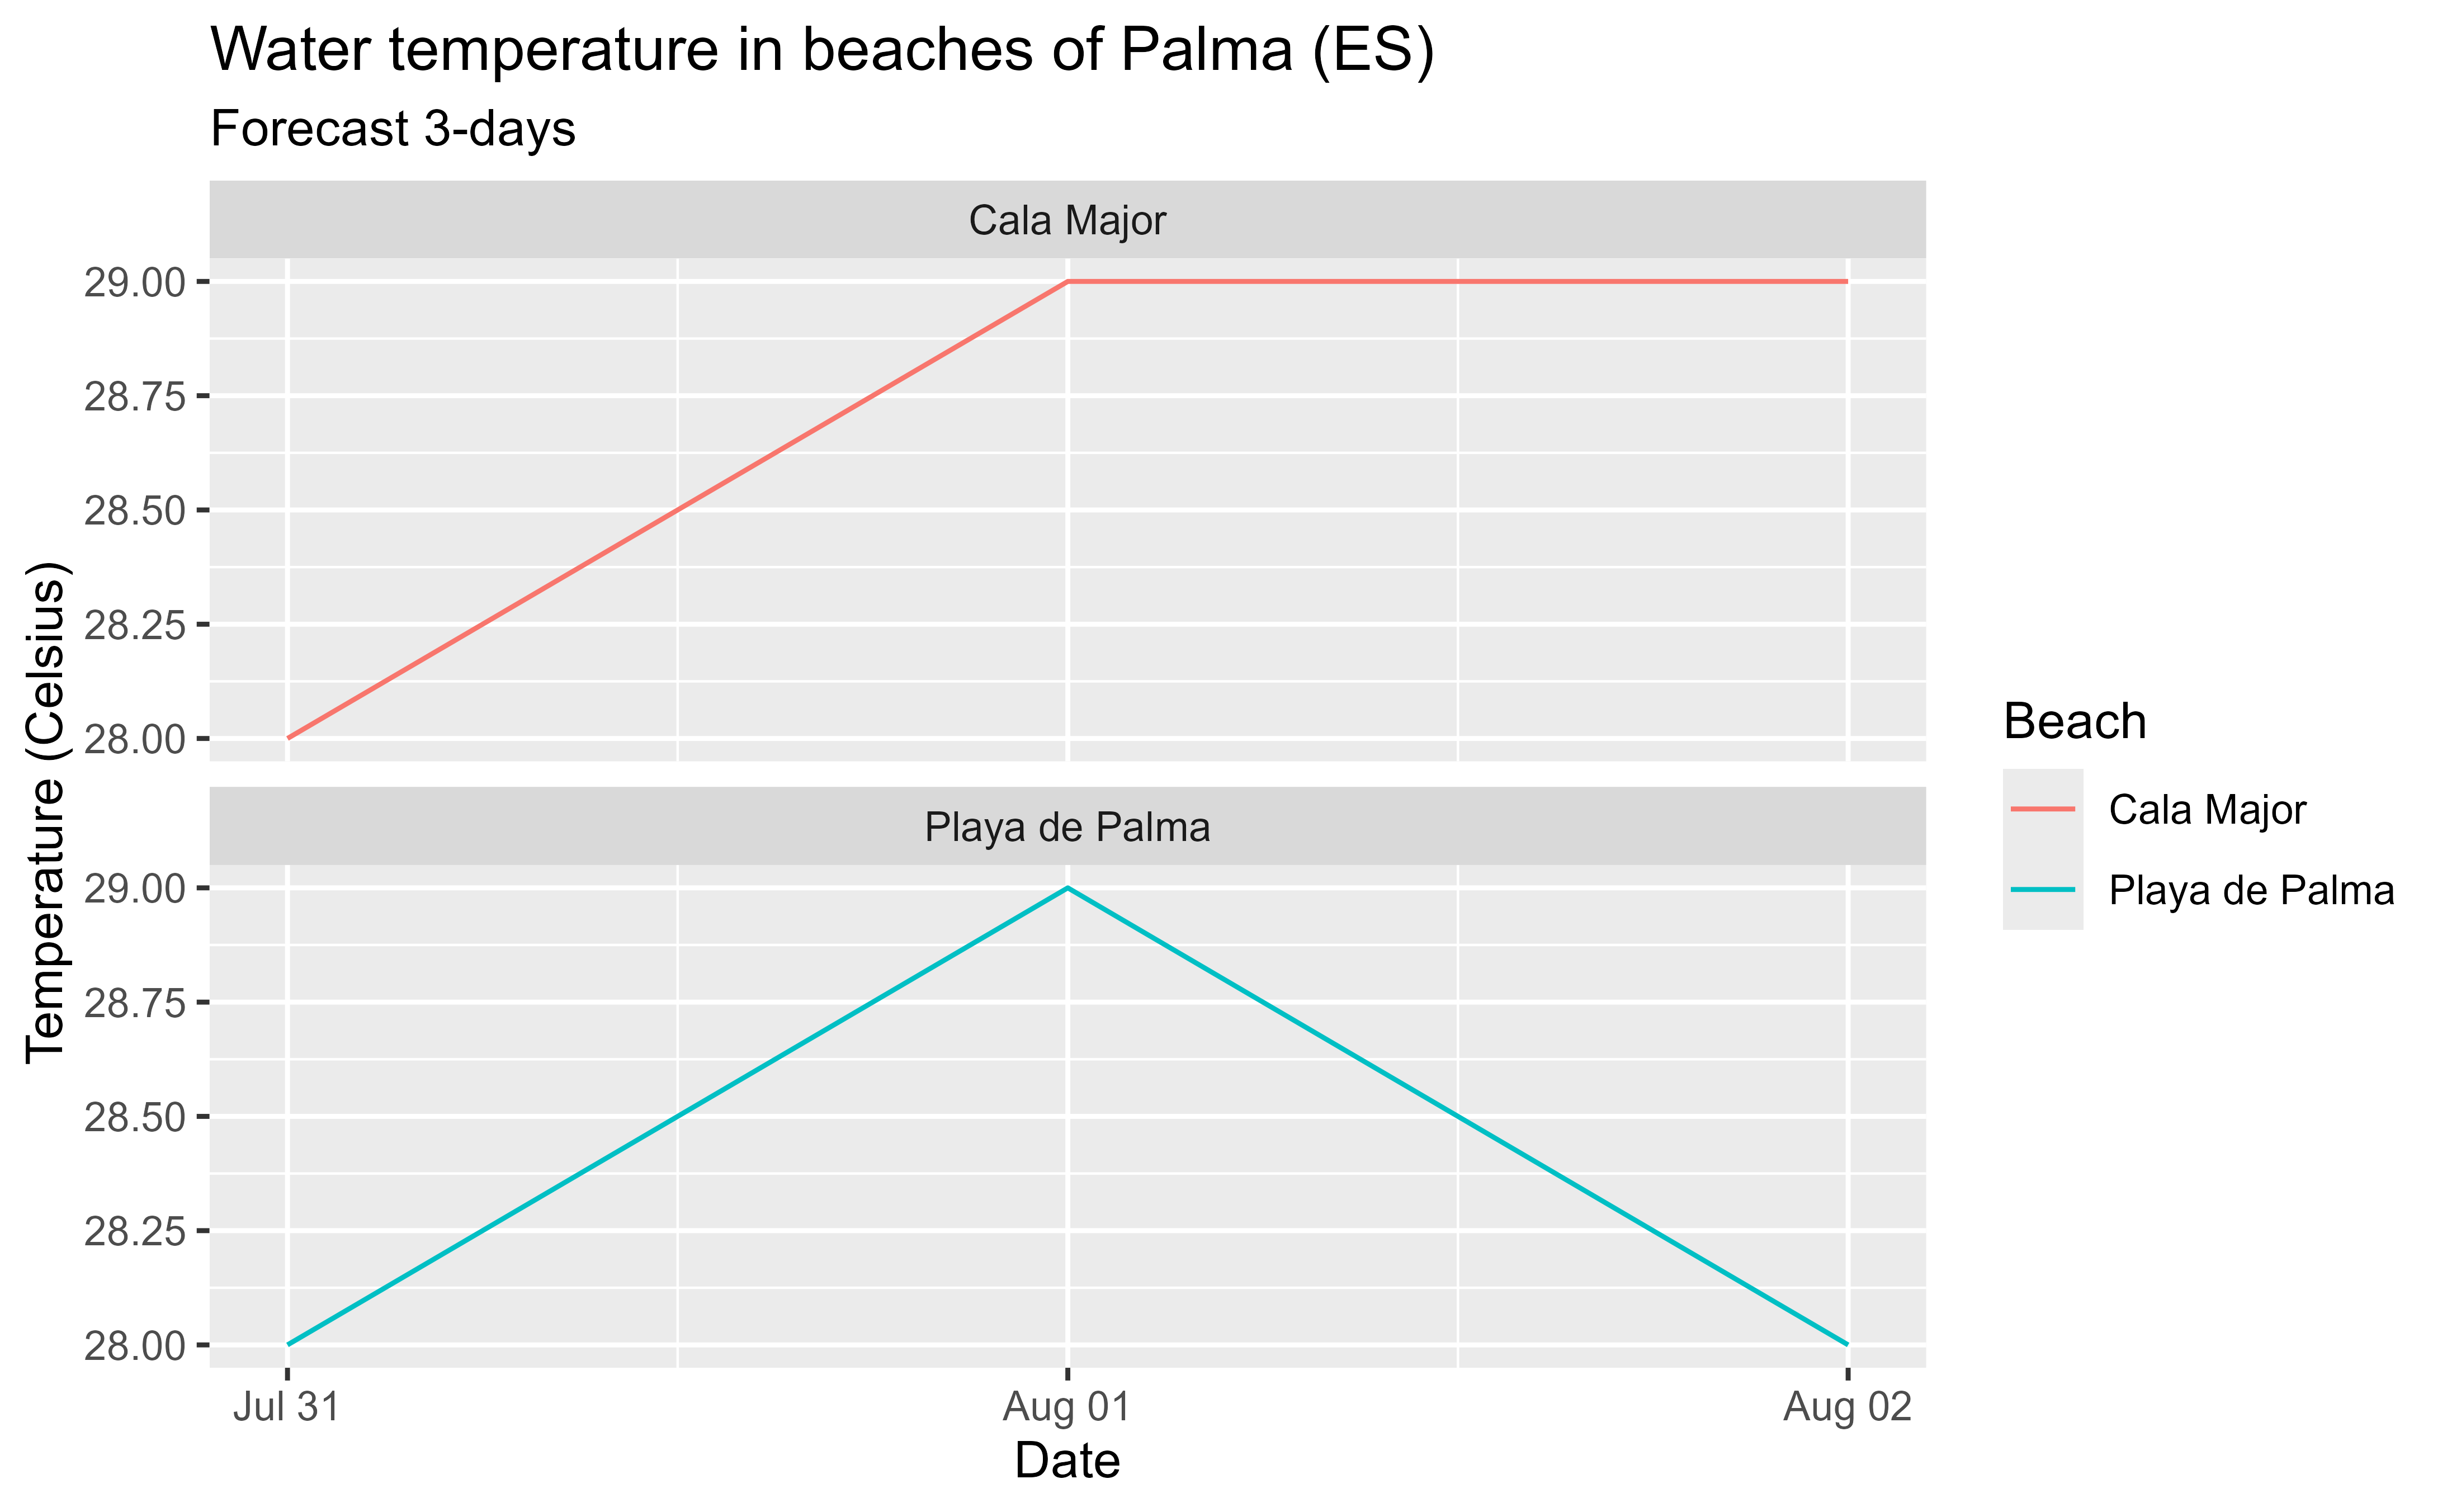 Water temperature in beaches of Palma (ES)
Forecast 3-days
Cala Major
29.00
28.75
28.50
28.25
28.00
Playa de Palma
29.00
28.75
28.50
28.25
28.00
Temperature (Celsius)
Jul 31
Aug 01
Aug 02
Date
Beach
Cala Major
Playa de Palma